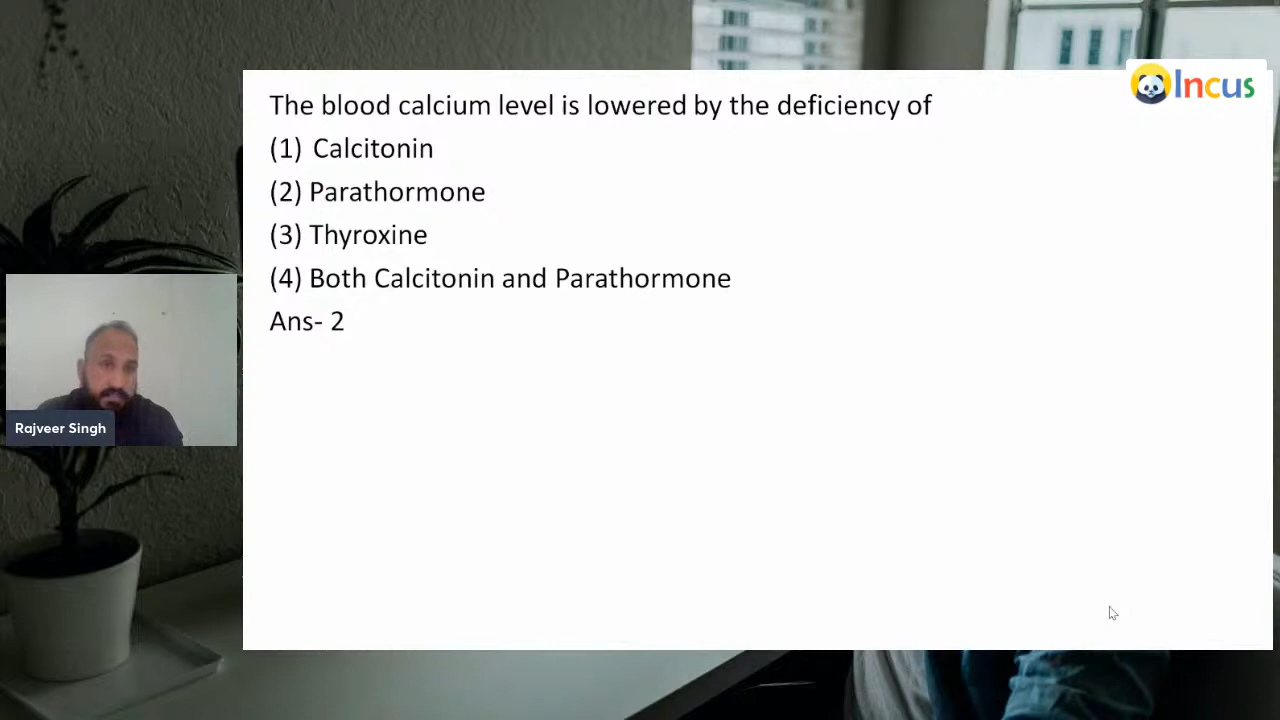 Incus
The blood calcium level is lowered by the deficiency of
(1) Calcitonin
(2) Parathormone
(3) Thyroxine
(4) Both Calcitonin and Parathormone
Ans- 2
Rajveer Singh